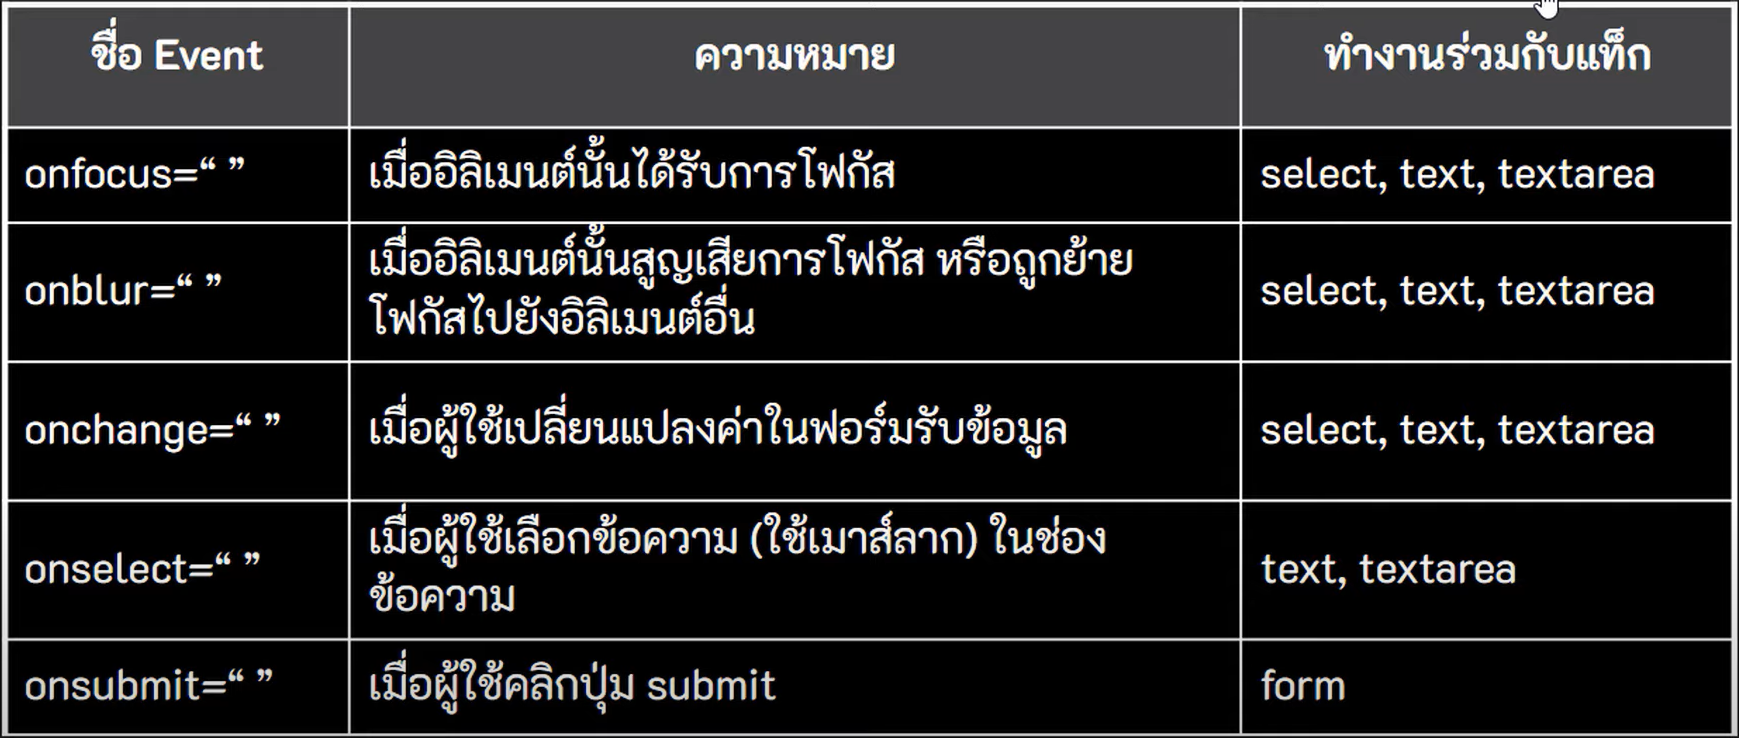 ชื่อ Event
ความหมาย
ทำงานร่วมกับแท็ก
onfocus=“ ”
เมื่ออิลิเมนต์นั้นได้รับการโฟกัส
select, text, textarea
onblur=“ ”
เมื่ออิลิเมนต์นั้นสูญเสียการโฟกัส หรือถูกย้าย
โฟกัสไปยังอิลิเมนต์อื่น
select, text, textarea
onchange=“ ”
เมื่อผู้ใช้เปลี่ยนแปลงค่าในฟอร์มรับข้อมูล
select, text, textarea
onselect=“ ”
เมื่อผู้ใช้เลือกข้อความ (ใช้เมาส์ลาก) ในช่อง
ข้อความ
text, textarea
onsubmit=“ ”
เมื่อผู้ใช้คลิกปุ่ม submit
form